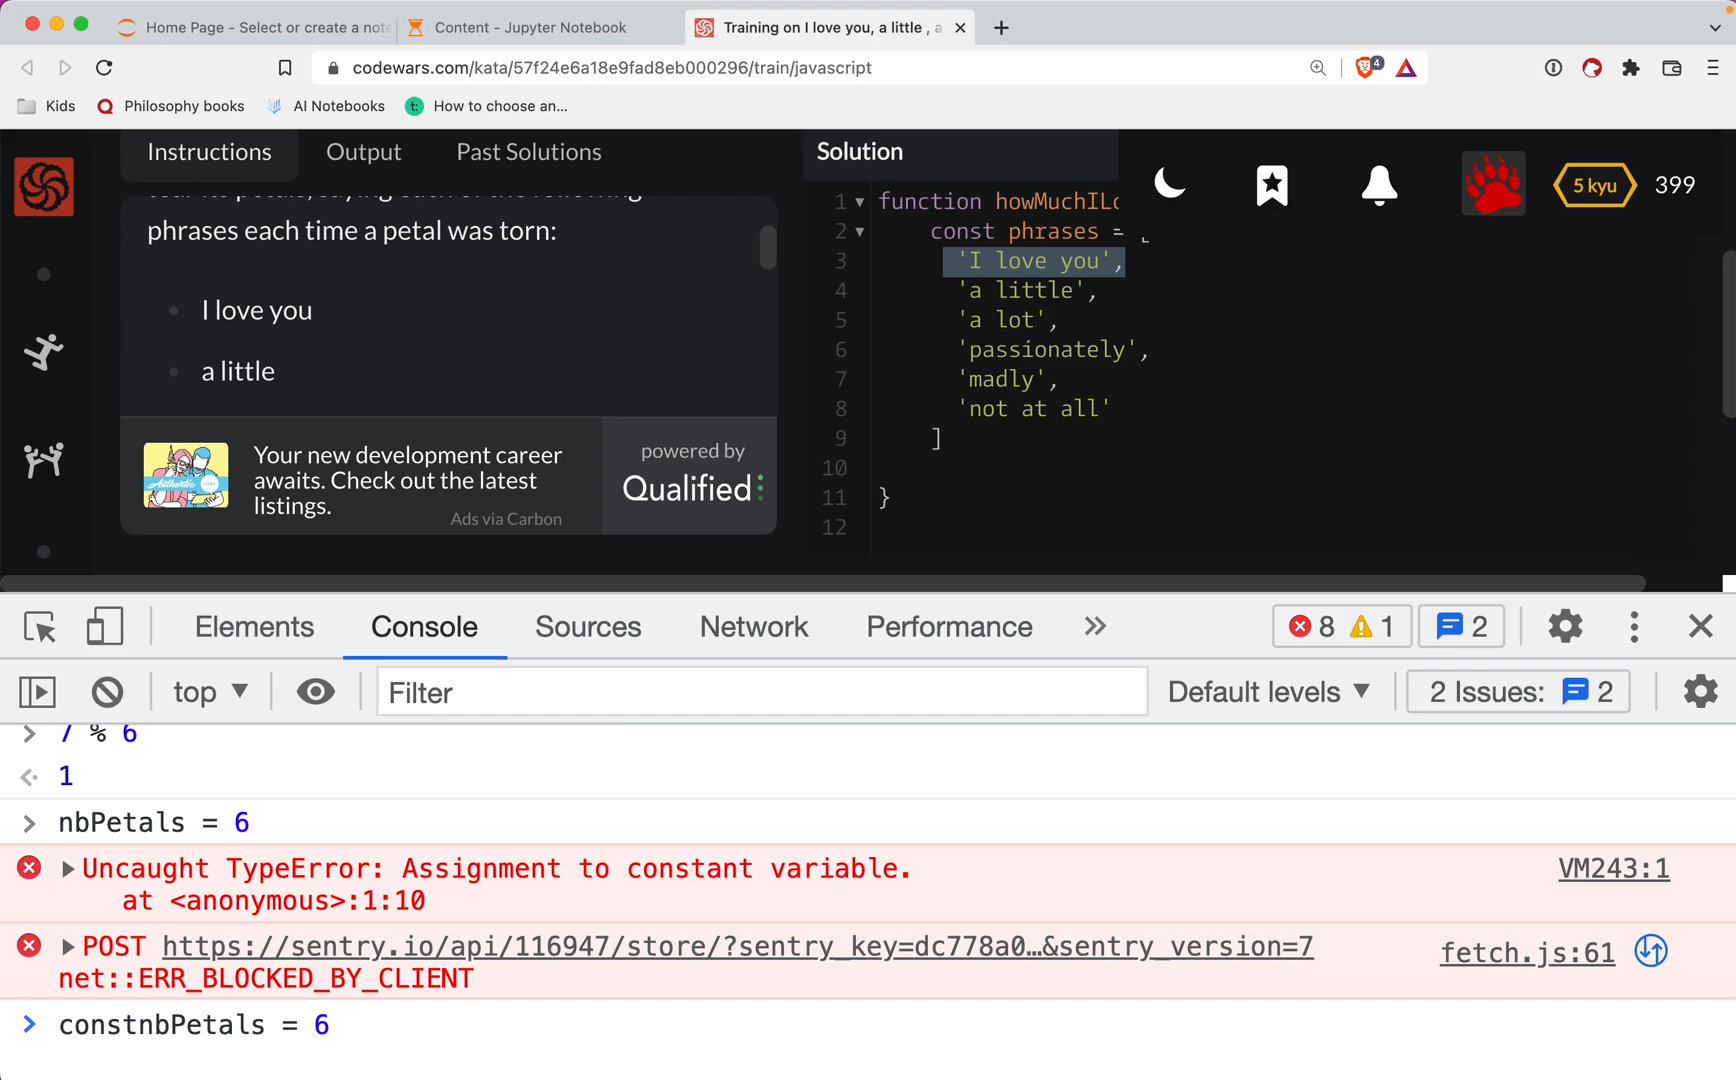 Home Page - Select or create a note
Content - Jupyter Notebook
Training on I love you, a little , a
codewars.com/kata/57f24e6a18e9fad8eb000296/train/javascript
4
Kids
Philosophy books
AI Notebooks
t:
How to choose an...
Instructions
Output
Past Solutions
Solution
5 kyu
399
phrases each time a petal was torn:
I love you
a little
Authentic
Your new development career
awaits. Check out the latest
listings.
Ads via Carbon
powered by
Qualified
1 function howMuchILo
2 const phrases = [
3 'I love you',
4 'a little',
5 'a lot',
6 'passionately',
7 'madly',
8 'not at all'
9 ]
10
11 }
12
Elements
Console
Sources
Network
Performance
8
1
2
top
Filter
Default levels
2 Issues:
2
7 % 6
1
nbPetals = 6
Uncaught TypeError: Assignment to constant variable.
VM243:1
at <anonymous>:1:10
POST https://sentry.io/api/116947/store/?sentry_key=dc778a0…&sentry_version=7
fetch.js:61
net::ERR_BLOCKED_BY_CLIENT
constnbPetals = 6